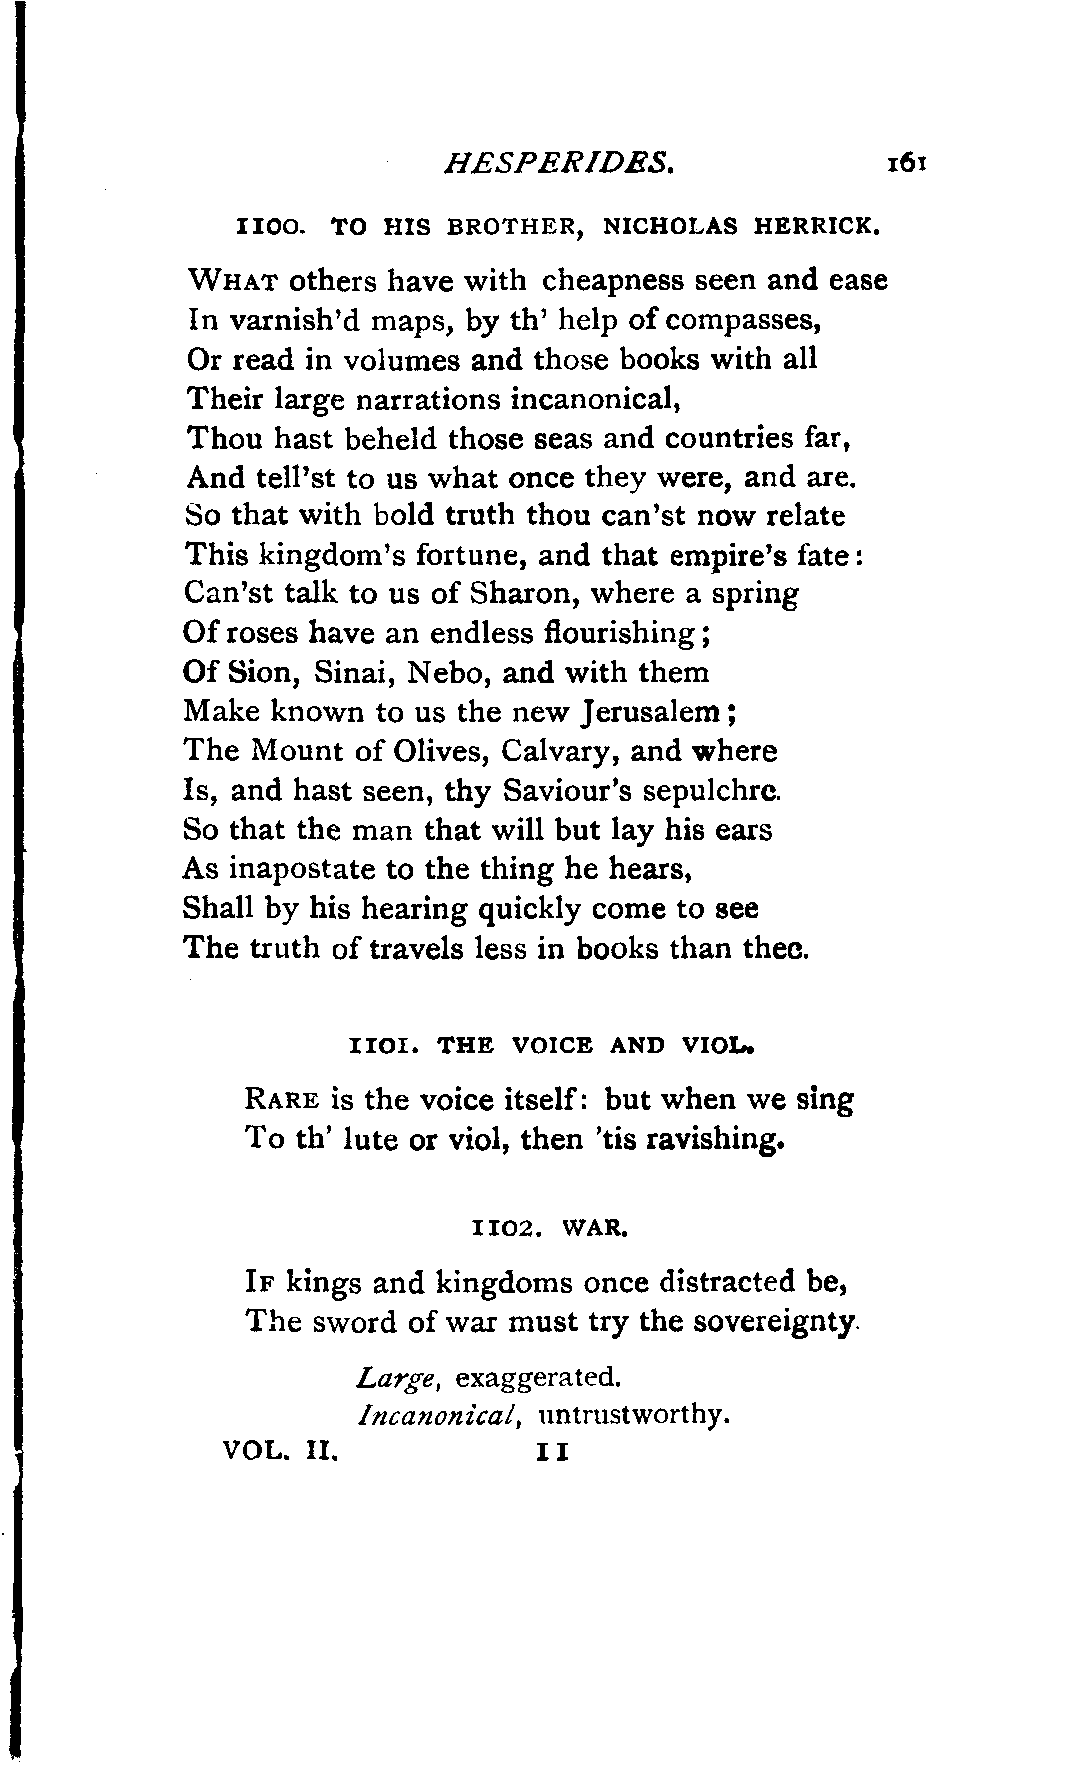 HESPERIDES. 161
1100. TO HIS BROTHER, NICHOLAS HERRICK.
WHAT others have with cheapness seen and ease
In varnish'd maps, by th' help of compasses,
Or read in volumes and those books with all
Their large narrations incanonical,
Thou hast beheld those seas and countries far,
And tell'st to us what once they were, and are.
So that with bold truth thou can'st now relate
This kingdom's fortune, and that empire's fate:
Can'st talk to us of Sharon, where a spring
Of roses have an endless flourishing;
Of Sion, Sinai, Nebo, and with them
Make known to us the new Jerusalem;
The Mount of Olives, Calvary, and where
Is, and hast seen, thy Saviour's sepulchre.
So that the man that will but lay his ears
As inapostate to the thing he hears,
Shall by his hearing quickly come to see
The truth of travels less in books than thee.
1101. THE VOICE AND VIOL.
RARE is the voice itself: but when we sing
To th' lute or viol, then 'tis ravishing.
1102. WAR.
IF kings and kingdoms once distracted be,
The sword of war must try the sovereignty.
Large, exaggerated.
Incanonical, untrustworthy.
VOL. II. 11